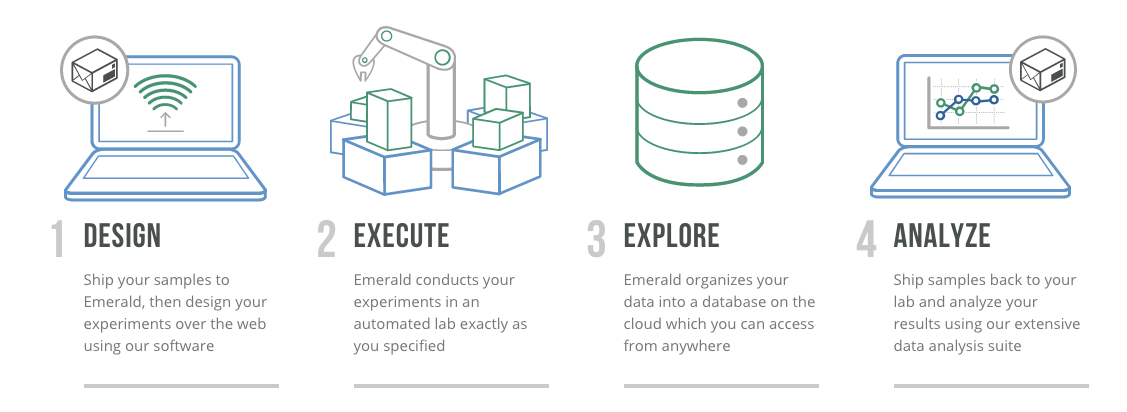 1 DESIGN
Ship your samples to
Emerald, then design your
experiments over the web
using our software
2 EXECUTE
Emerald conducts your
experiments in an
automated lab exactly as
you specified
3 EXPLORE
Emerald organizes your
data into a database on the
cloud which you can access
from anywhere
4 ANALYZE
Ship samples back to your
lab and analyze your
results using our extensive
data analysis suite